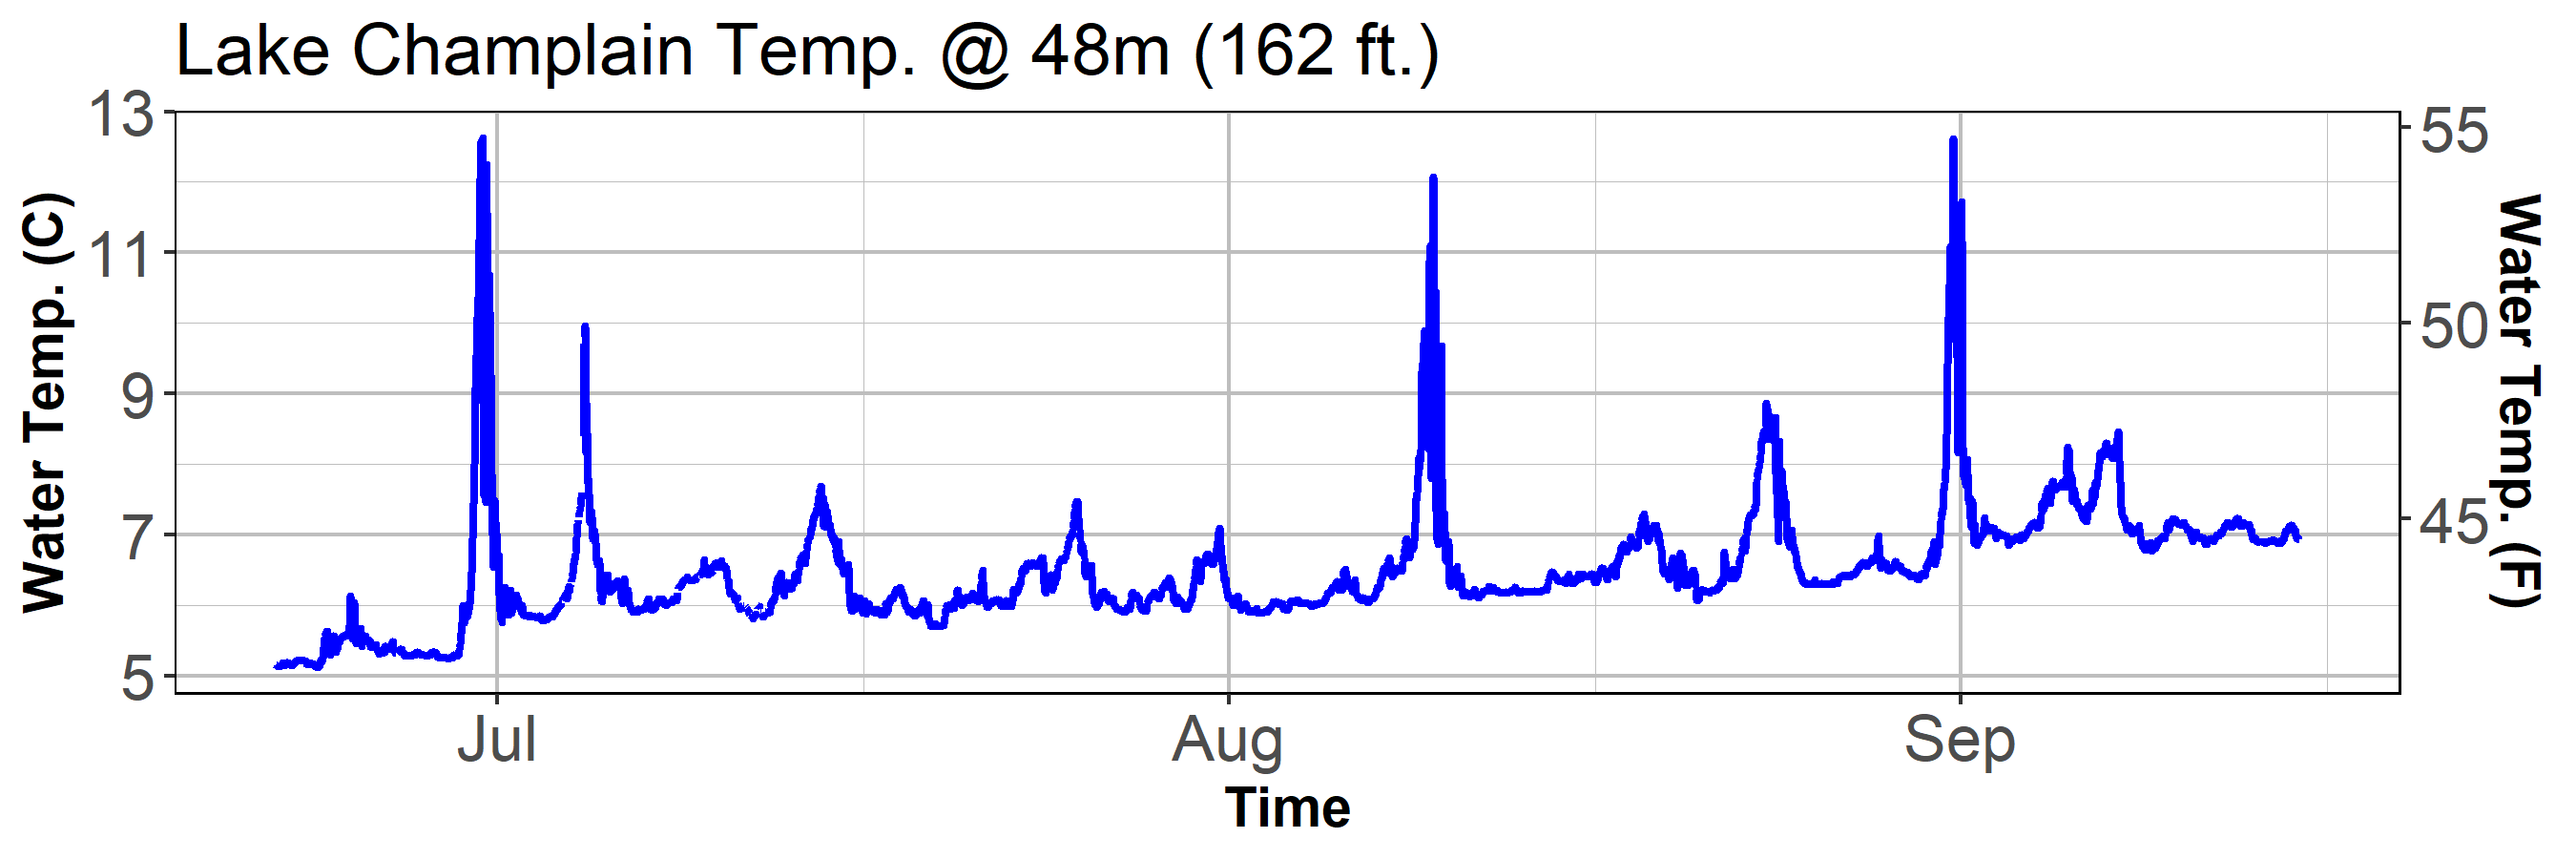 Lake Champlain Temp. @ 48m (162 ft.)
Water Temp. (C)
13
11
9
7
5
55
50
45
Water Temp. (F)
Jul
Aug
Sep
Time